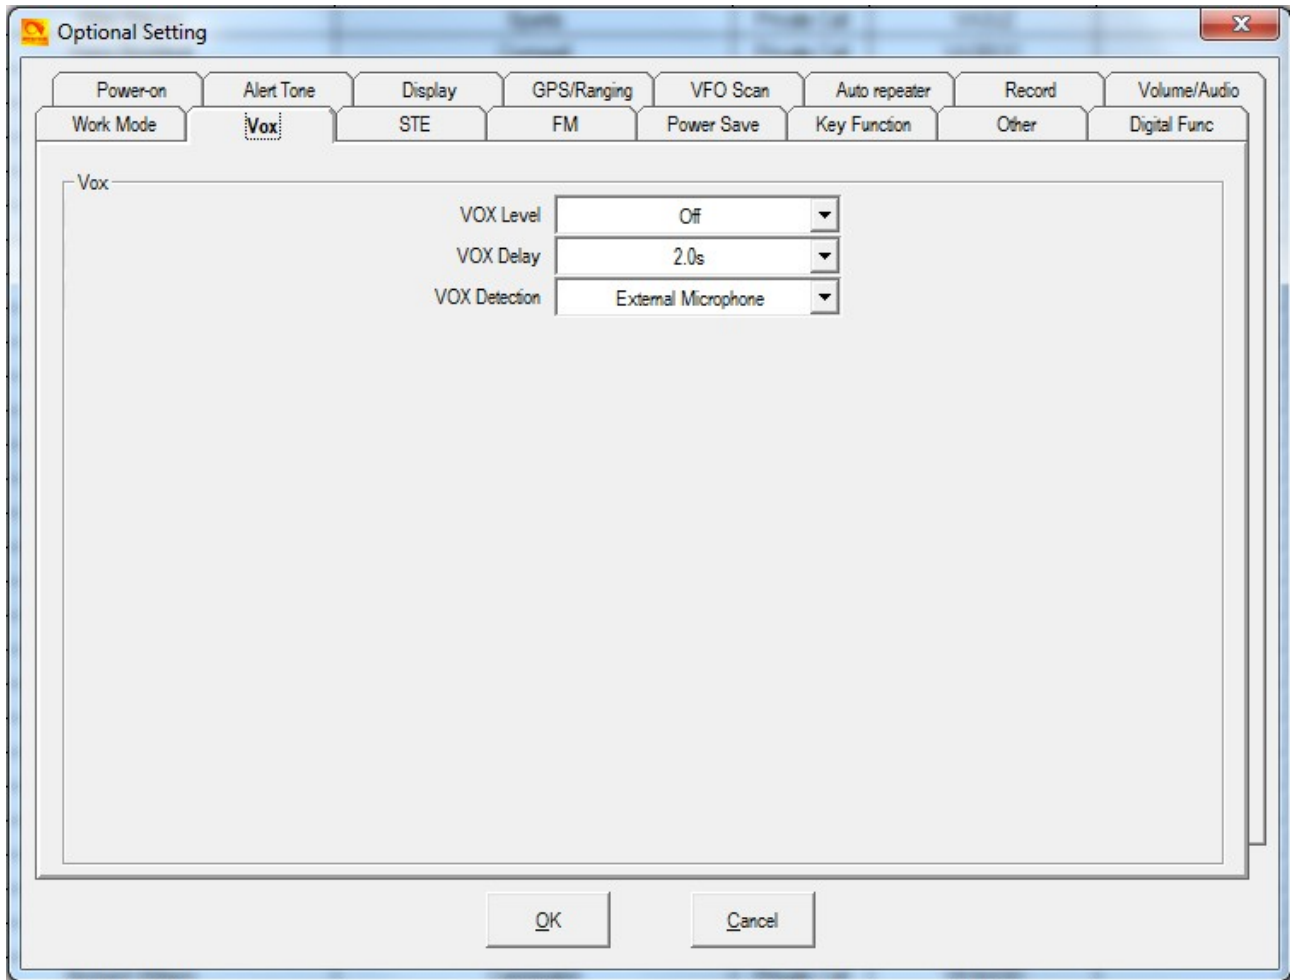 Optional Setting
Power-on Alert Tone Display GPS/Ranging VFO Scan Auto repeater Record Volume/Audio
Work Mode Vox STE FM Power Save Key Function Other Digital Func
Vox
VOX Level Off
VOX Delay 2.0s
VOX Detection External Microphone
OK Cancel